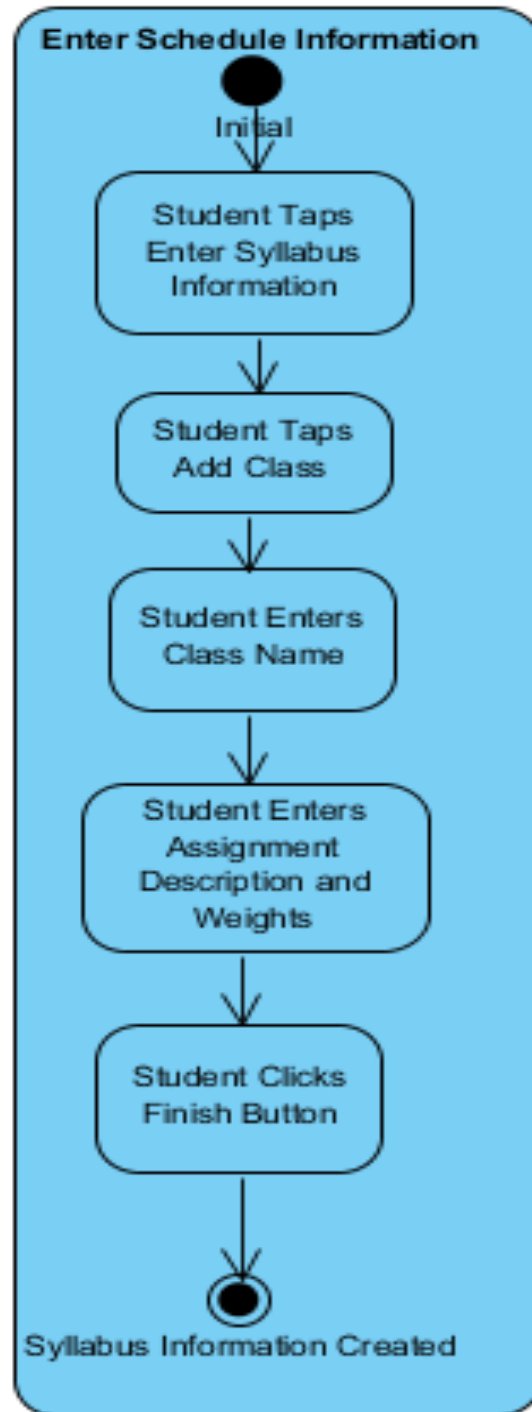 Enter Schedule Information
Initial
Student Taps
Enter Syllabus
Information
Student Taps
Add Class
Student Enters
Class Name
Student Enters
Assignment
Description and
Weights
Student Clicks
Finish Button
Syllabus Information Created